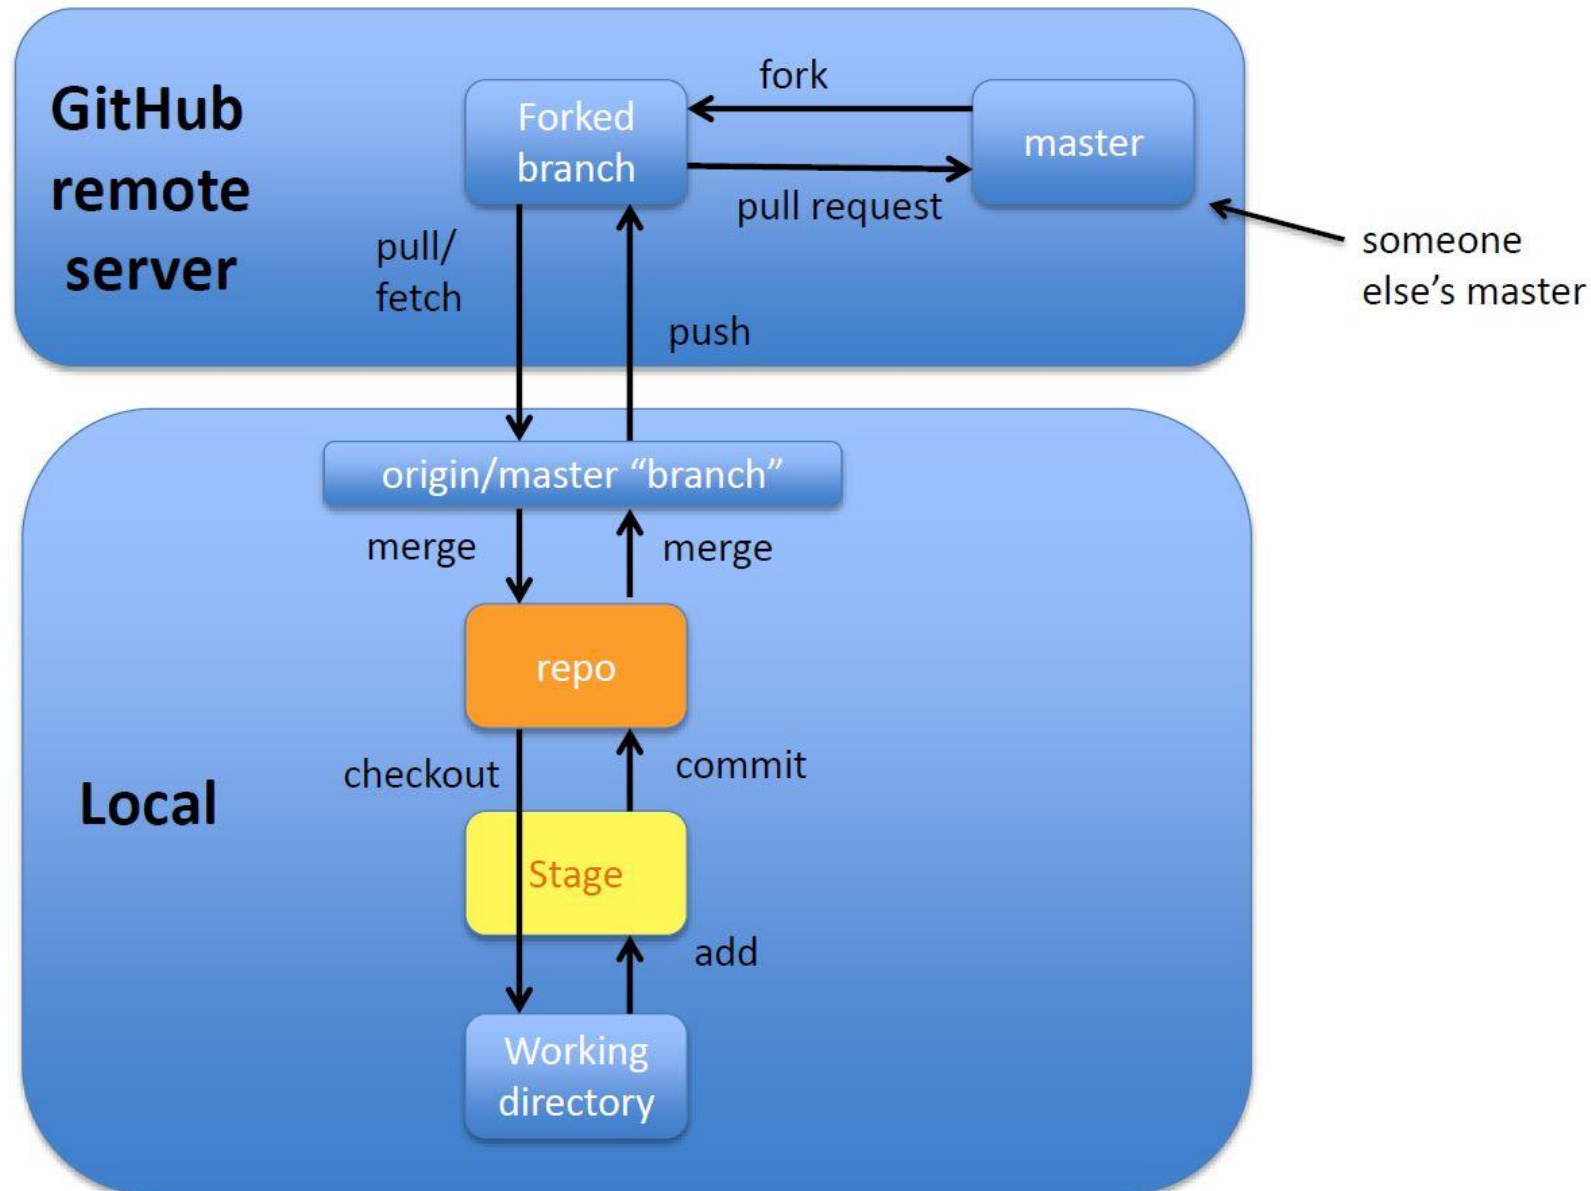 GitHub
remote
server
fork
Forked
branch
master
pull request
pull/
fetch
push
someone
else's master
origin/master “branch”
merge
merge
repo
checkout
commit
Local
Stage
add
Working
directory